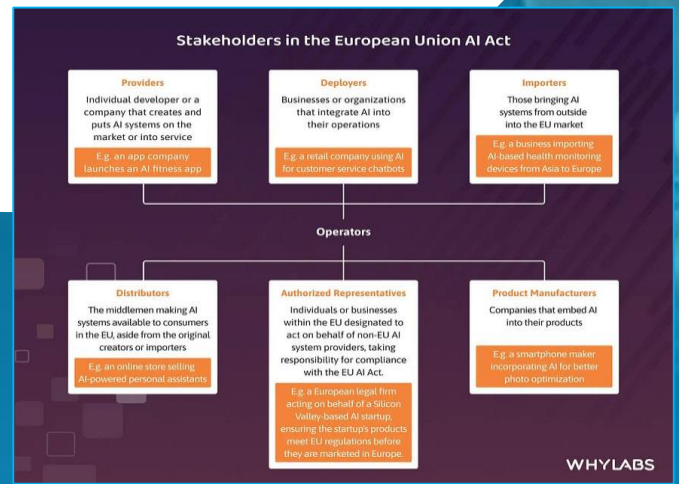 Stakeholders in the European Union AI Act
Providers
Individual developer or a
company that creates and
puts AI systems on the
market or into service
E.g. an app company
launches an AI fitness app
Deployers
Businesses or organizations
that integrate AI into
their operations
E.g. a retail company using AI
for customer service chatbots
Importers
Those bringing AI
systems from outside
into the EU market
E.g. a business importing
AI-based health monitoring
devices from Asia to Europe
Operators
Distributors
The middlemen making AI
systems available to consumers
in the EU, aside from the original
creators or importers
E.g. an online store selling
AI-powered personal assistants
Authorized Representatives
Individuals or businesses
within the EU designated to
act on behalf of non-EU AI
system providers, taking
responsibility for compliance
with the EU AI Act.
E.g. a European legal firm
acting on behalf of a Silicon
Valley-based AI startup,
ensuring the startup's products
meet EU regulations before
they are marketed in Europe.
Product Manufacturers
Companies that embed AI
into their products
E.g. a smartphone maker
incorporating AI for better
photo optimization
WHYLABS